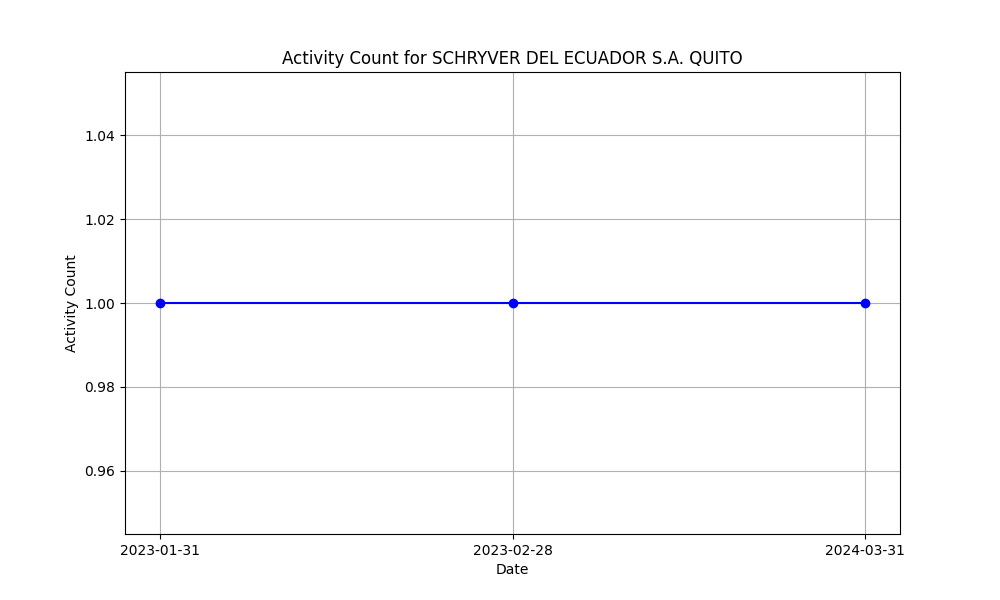 Activity Count for SCHRYVER DEL ECUADOR S.A. QUITO
1.04
1.02
1.00
0.98
0.96
Activity Count
2023-01-31 2023-02-28 2024-03-31
Date